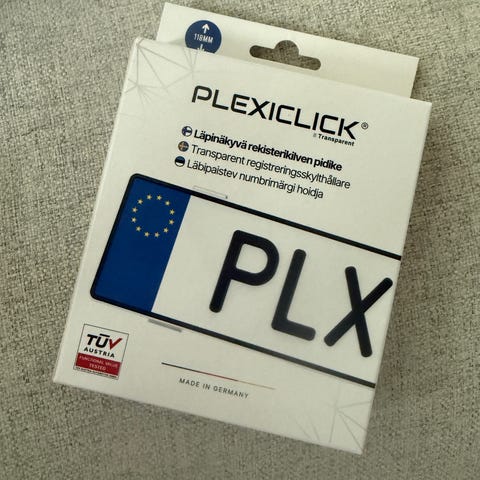 118MM
PLEXICLICK®
Transparent
Läpinäkyvä rekisterikilven pidike
Transparent registreringsskylthållare
Läbipaistev numbrimärgi hoidja
PLX
TÜV
AUSTRIA
FUNCTIONAL VALUE
TESTED
MADE IN GERMANY